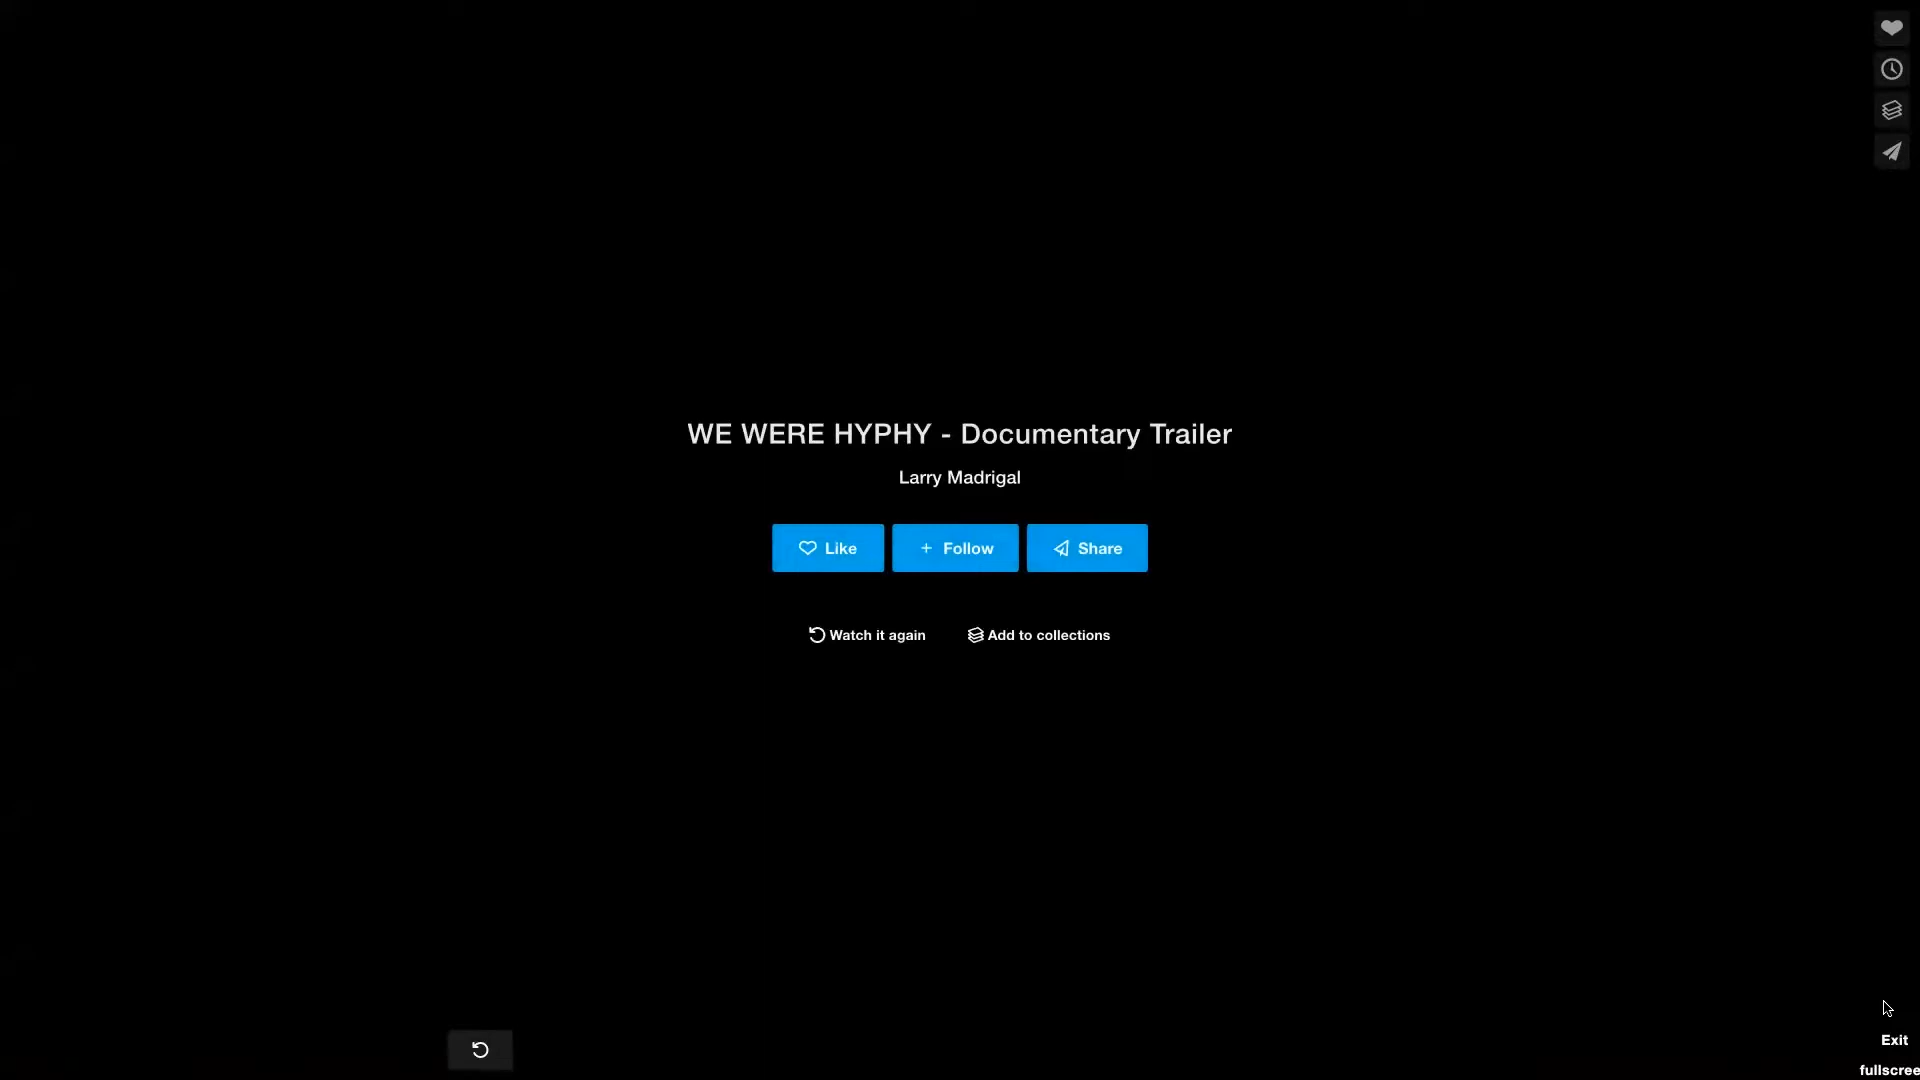 WE WERE HYPHY - Documentary Trailer
Larry Madrigal
Like
Follow
Share
Watch it again
Add to collections
Exit
fullscree